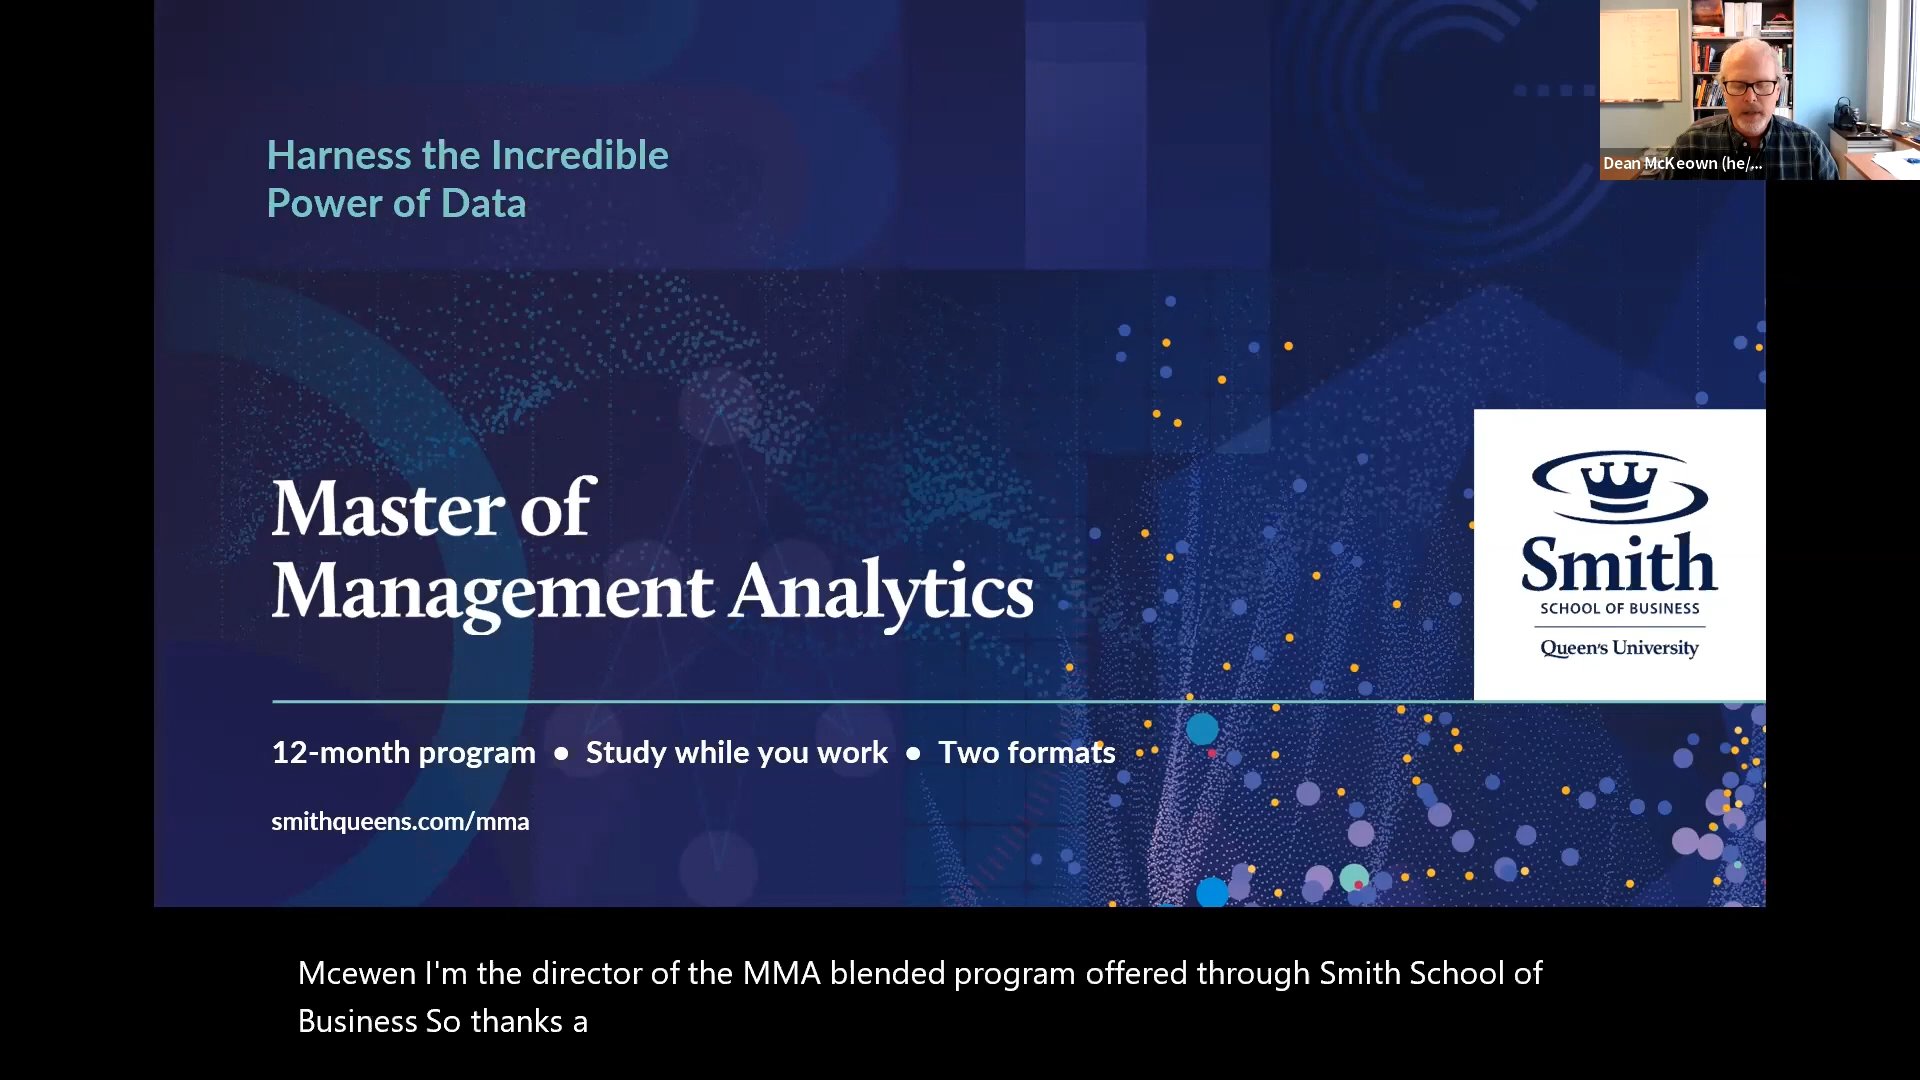 Harness the Incredible
Power of Data
Dean McKeown (he/...
Master of
Management Analytics
Smith
SCHOOL OF BUSINESS
Queen's University
12-month program • Study while you work • Two formats
smithqueens.com/mma
Mcewen I'm the director of the MMA blended program offered through Smith School of
Business So thanks a